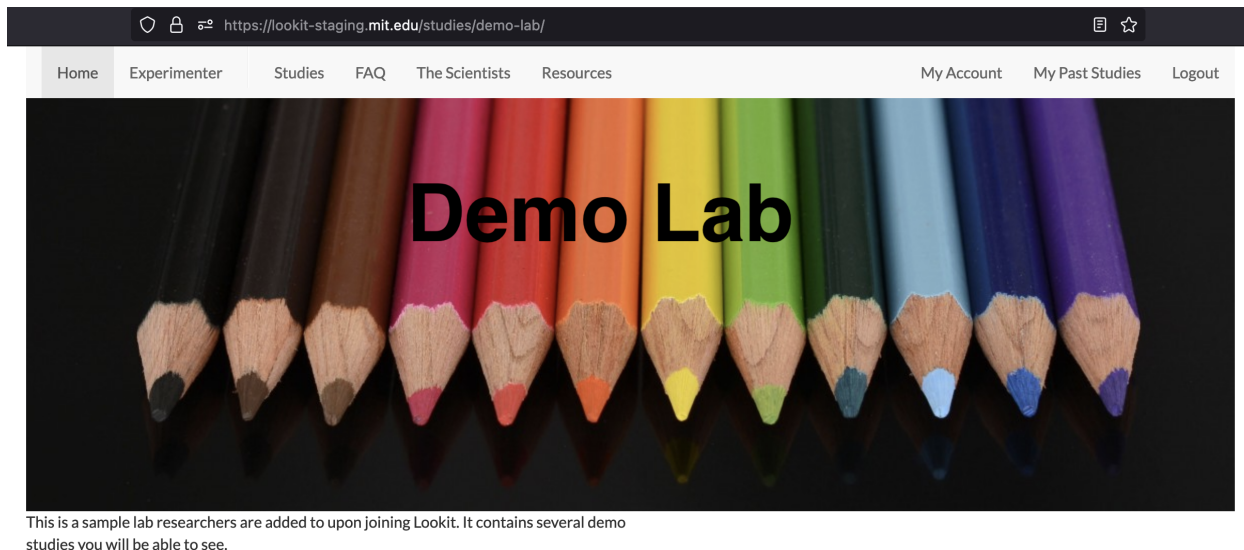 https://lookit-staging.mit.edu/studies/demo-lab/
Home Experimenter Studies FAQ The Scientists Resources My Account My Past Studies Logout
Demo Lab
This is a sample lab researchers are added to upon joining Lookit. It contains several demo
studies you will be able to see.